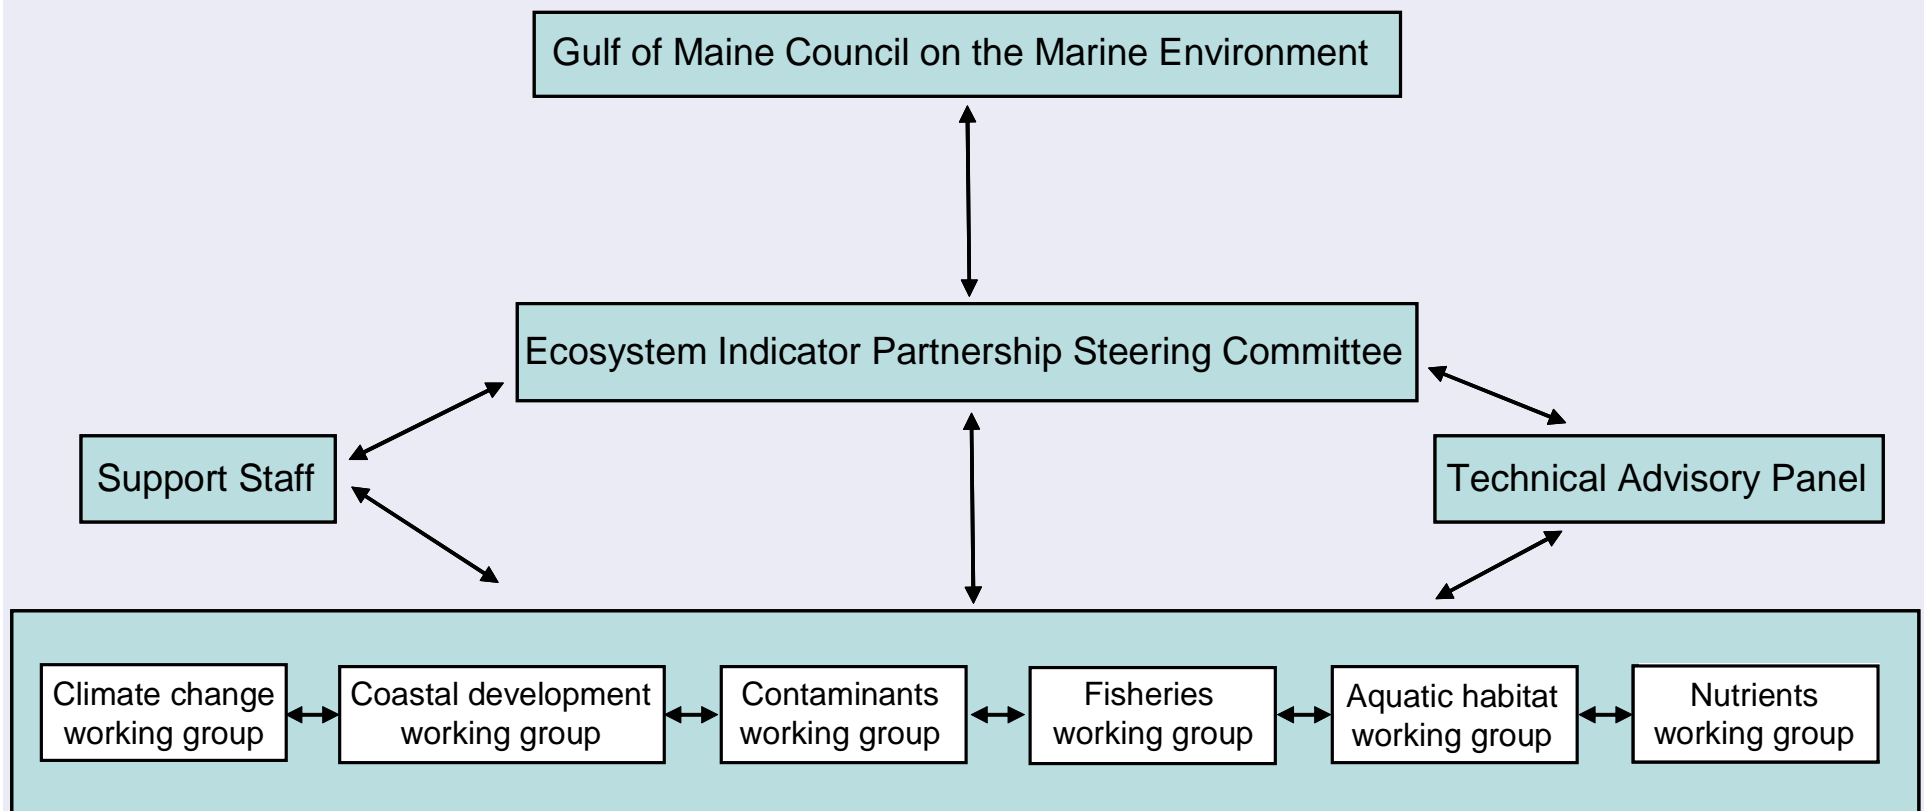 Gulf of Maine Council on the Marine Environment
Ecosystem Indicator Partnership Steering Committee
Support Staff
Technical Advisory Panel
Climate change
working group
Coastal development
working group
Contaminants
working group
Fisheries
working group
Aquatic habitat
working group
Nutrients
working group